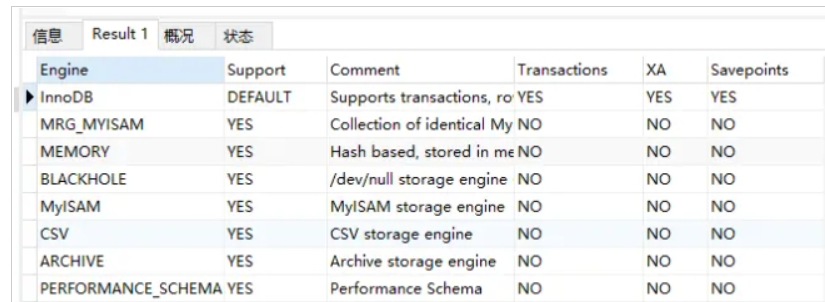 信息 Result 1 概况 状态
Engine Support Comment Transactions XA Savepoints
InnoDB DEFAULT Supports transactions, ro YES YES YES
MRG_MYISAM YES Collection of identical My NO NO NO
MEMORY YES Hash based, stored in me NO NO NO
BLACKHOLE YES /dev/null storage engine NO NO NO
MyISAM YES MyISAM storage engine NO NO NO
CSV YES CSV storage engine NO NO NO
ARCHIVE YES Archive storage engine NO NO NO
PERFORMANCE_SCHEMA YES Performance Schema NO NO NO